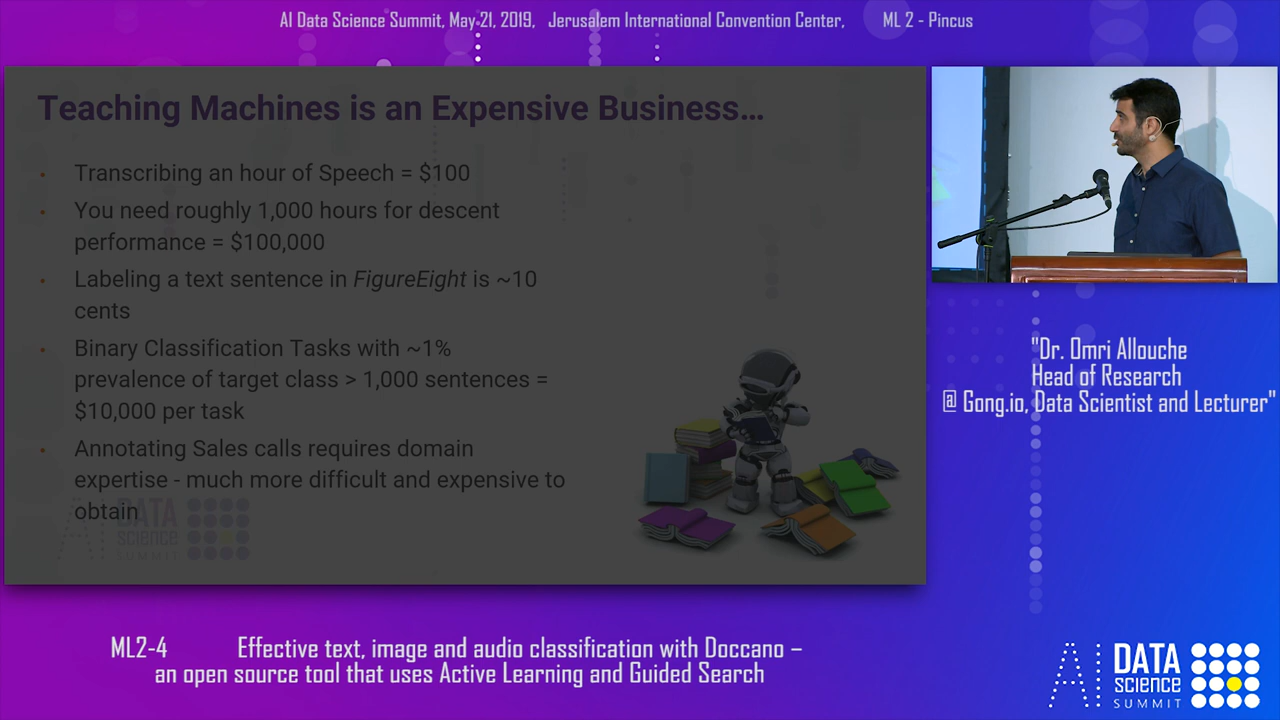 AI Data Science Summit, May 21, 2019, Jerusalem International Convention Center, ML 2 - Pincus
Teaching Machines is an Expensive Business...
• Transcribing an hour of Speech = $100
• You need roughly 1,000 hours for descent
performance = $100,000
• Labeling a text sentence in FigureEight is ~10
cents
• Binary Classification Tasks with ~1%
prevalence of target class > 1,000 sentences =
$10,000 per task
• Annotating Sales calls requires domain
expertise - much more difficult and expensive to
obtain
AI DATA
science
SUMMIT
"Dr. Omri Allouche
Head of Research
@ Gong.io, Data Scientist and Lecturer"
ML2-4 Effective text, image and audio classification with Doccano –
an open source tool that uses Active Learning and Guided Search
AI DATA
science
SUMMIT